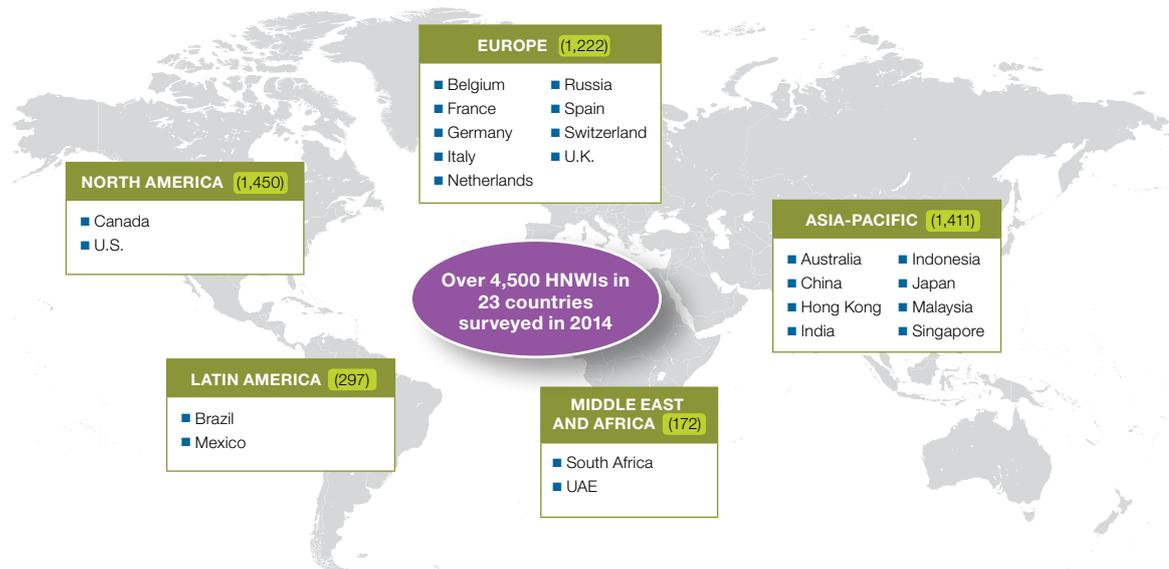 EUROPE (1,222)
Belgium
France
Germany
Italy
Netherlands
Russia
Spain
Switzerland
U.K.
NORTH AMERICA (1,450)
Canada
U.S.
ASIA-PACIFIC (1,411)
Australia
China
Hong Kong
India
Indonesia
Japan
Malaysia
Singapore
Over 4,500 HNWIs in
23 countries
surveyed in 2014
LATIN AMERICA (297)
Brazil
Mexico
MIDDLE EAST
AND AFRICA (172)
South Africa
UAE